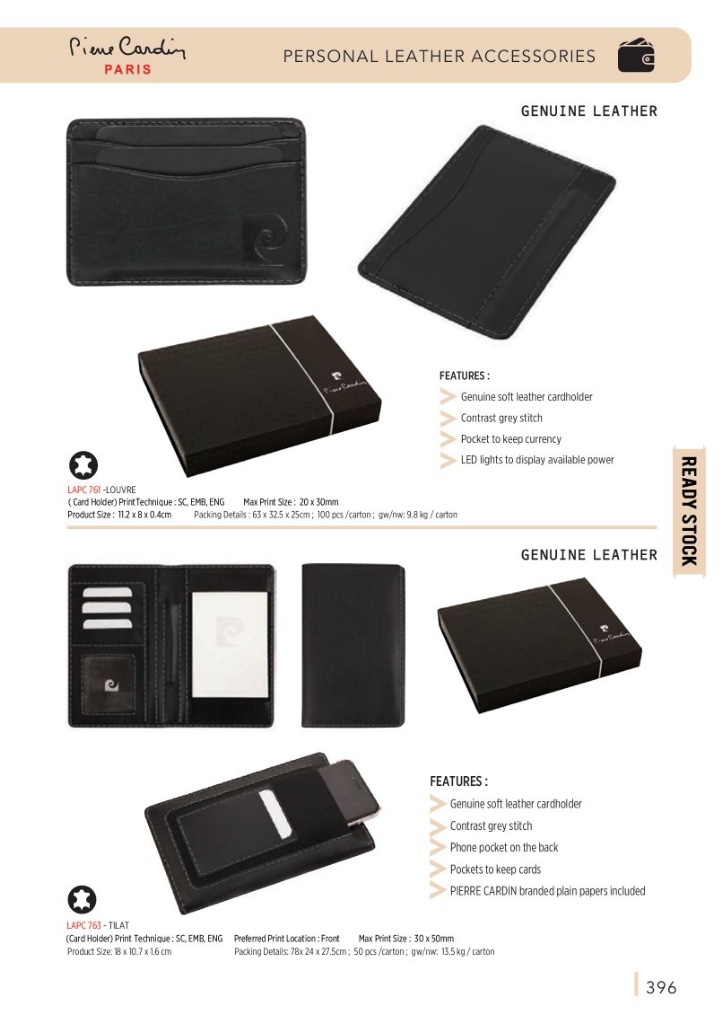 Pierre Cardin
PARIS
PERSONAL LEATHER ACCESSORIES
GENUINE LEATHER
Pierre Cardin
FEATURES :
Genuine soft leather cardholder
Contrast grey stitch
Pocket to keep currency
LED lights to display available power
LAPC 761 -LOUVRE
( Card Holder) PrintTechnique : SC, EMB, ENG Max Print Size : 20 x 30mm
Product Size : 11.2 x 8 x 0.4cm Packing Details : 63 x 32.5 x 25cm ; 100 pcs /carton ; gw/nw: 9.8 kg / carton
READY STOCK
GENUINE LEATHER
Pierre Cardin
FEATURES :
Genuine soft leather cardholder
Contrast grey stitch
Phone pocket on the back
Pockets to keep cards
PIERRE CARDIN branded plain papers included
LAPC 763 - TILAT
(Card Holder) Print Technique : SC, EMB, ENG Preferred Print Location : Front Max Print Size : 30 x 50mm
Product Size: 18 x 10.7 x 1.6 cm Packing Details: 78x 24 x 27.5cm ; 50 pcs /carton ; gw/nw: 13.5 kg / carton
396